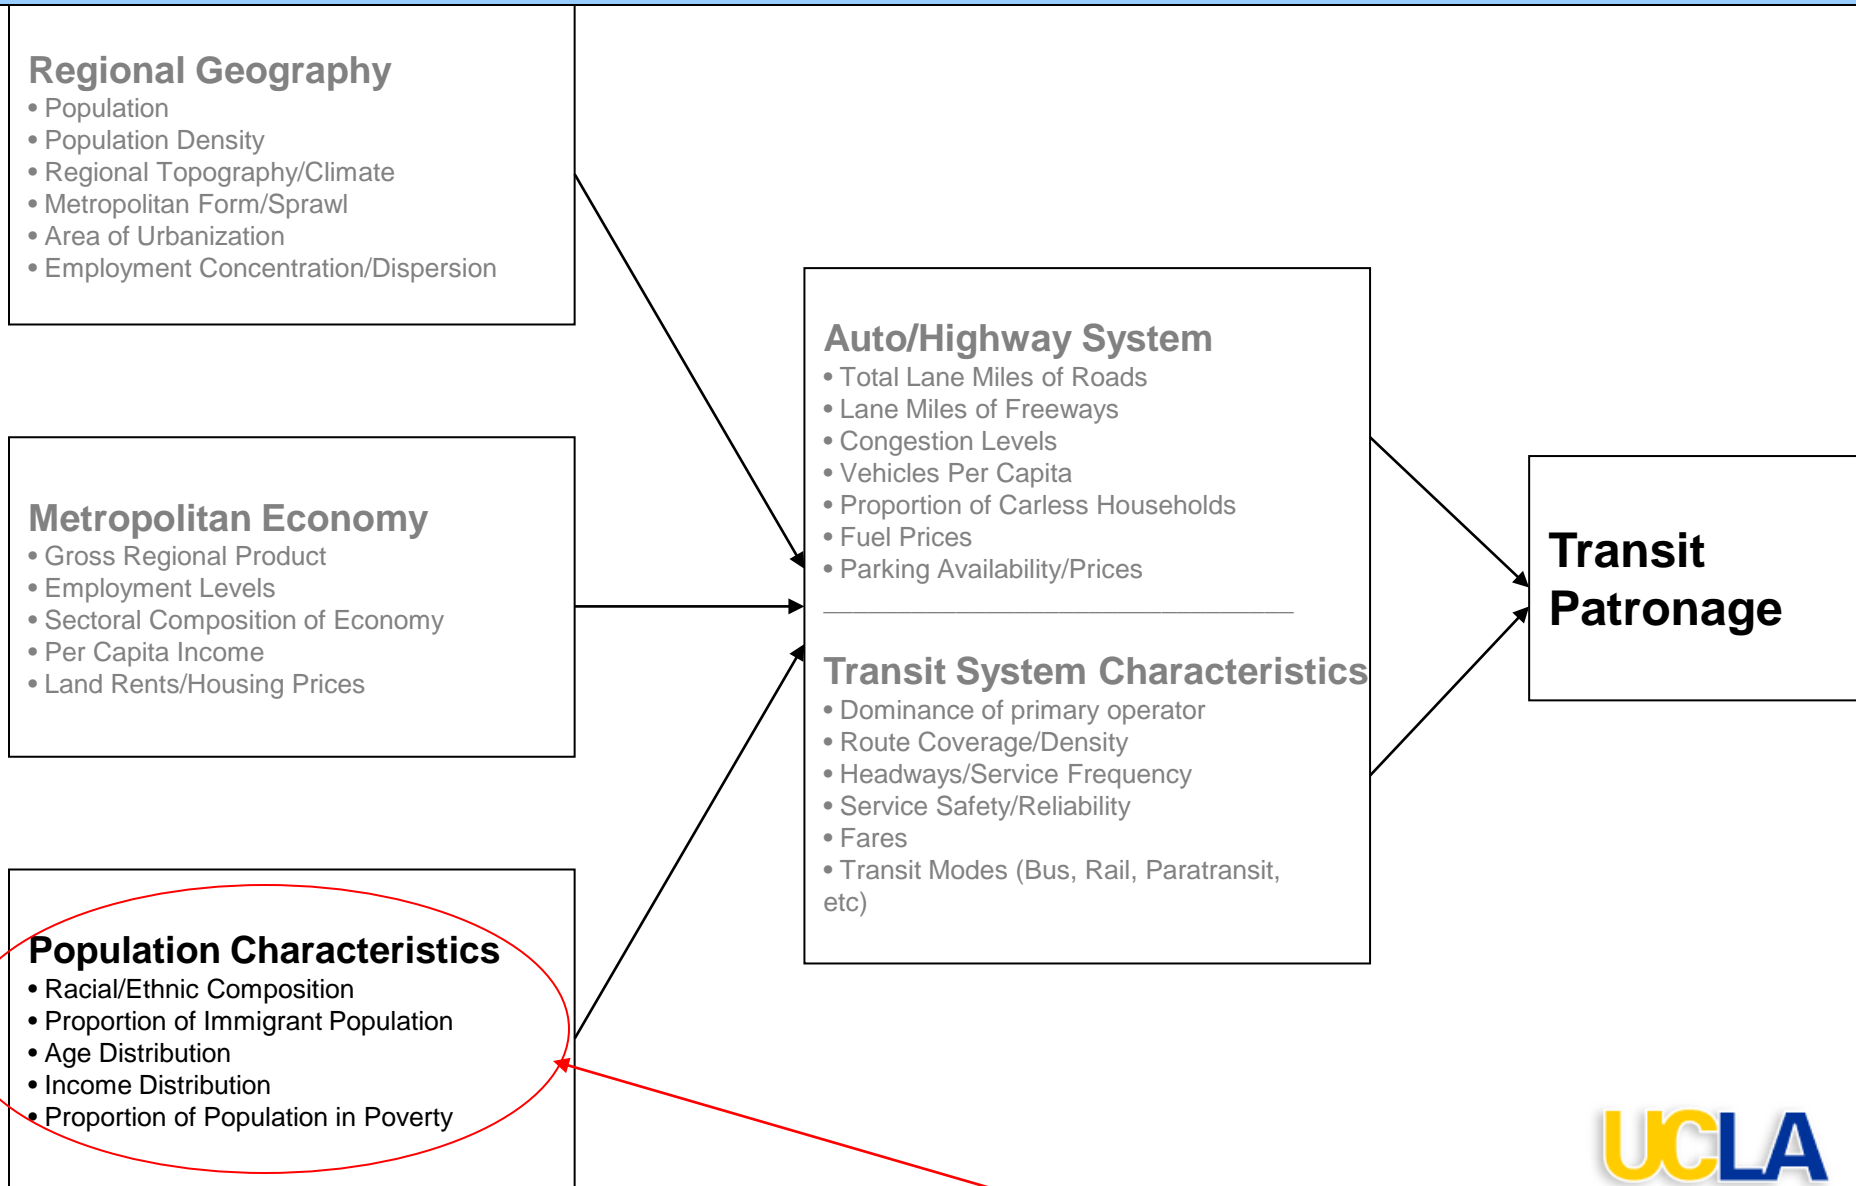 Regional Geography
• Population
• Population Density
• Regional Topography/Climate
• Metropolitan Form/Sprawl
• Area of Urbanization
• Employment Concentration/Dispersion
Metropolitan Economy
• Gross Regional Product
• Employment Levels
• Sectoral Composition of Economy
• Per Capita Income
• Land Rents/Housing Prices
Population Characteristics
• Racial/Ethnic Composition
• Proportion of Immigrant Population
• Age Distribution
• Income Distribution
• Proportion of Population in Poverty
Auto/Highway System
• Total Lane Miles of Roads
• Lane Miles of Freeways
• Congestion Levels
• Vehicles Per Capita
• Proportion of Carless Households
• Fuel Prices
• Parking Availability/Prices
Transit System Characteristics
• Dominance of primary operator
• Route Coverage/Density
• Headways/Service Frequency
• Service Safety/Reliability
• Fares
• Transit Modes (Bus, Rail, Paratransit,
etc)
Transit
Patronage
UCLA